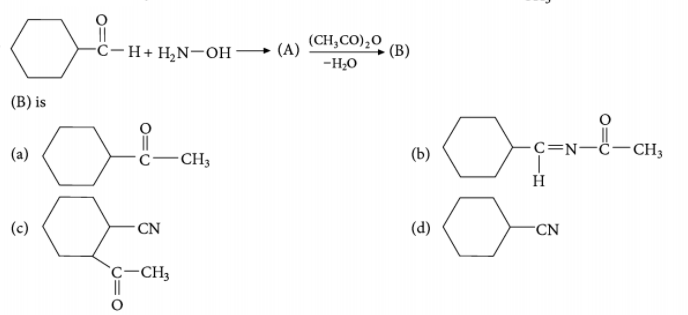 O
C—H + H₂N—OH ⟶ (A) (CH₃CO)₂O ⟶ (B)
−H₂O
(B) is
(a) O
C—CH₃
(b) O
C=N—C—CH₃
H
(c) CN
C—CH₃
O
(d) CN